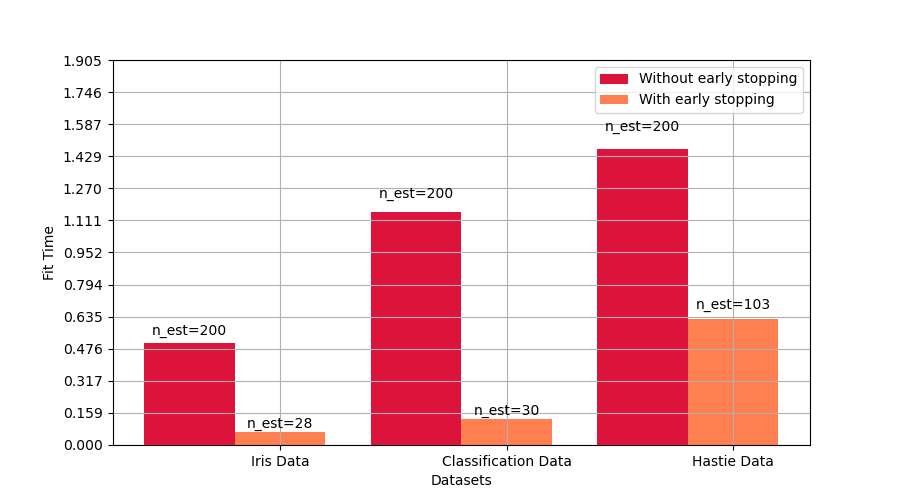 1.905
1.746
1.587
1.429
1.270
1.111
0.952
0.794
0.635
0.476
0.317
0.159
0.000
Fit Time
Without early stopping
With early stopping
n_est=200
n_est=200
n_est=200
n_est=28
n_est=30
n_est=103
Iris Data
Classification Data
Hastie Data
Datasets